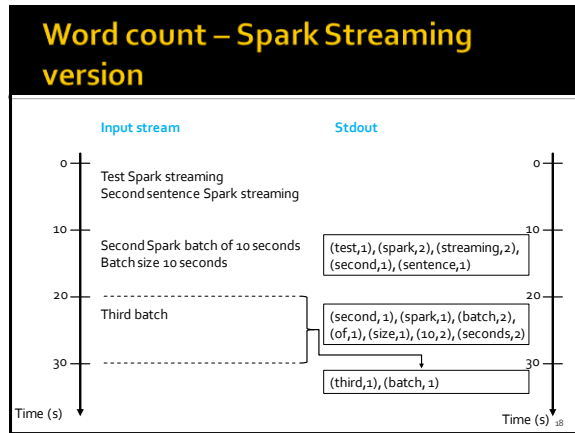 Word count – Spark Streaming
version
Input stream
Stdout
0
0
Test Spark streaming
Second sentence Spark streaming
10
10
Second Spark batch of 10 seconds
Batch size 10 seconds
(test,1), (spark,2), (streaming,2),
(second,1), (sentence,1)
20
20
Third batch
(second, 1), (spark,1), (batch,2),
(of,1), (size,1), (10,2), (seconds,2)
30
30
(third,1), (batch, 1)
Time (s)
Time (s)
18